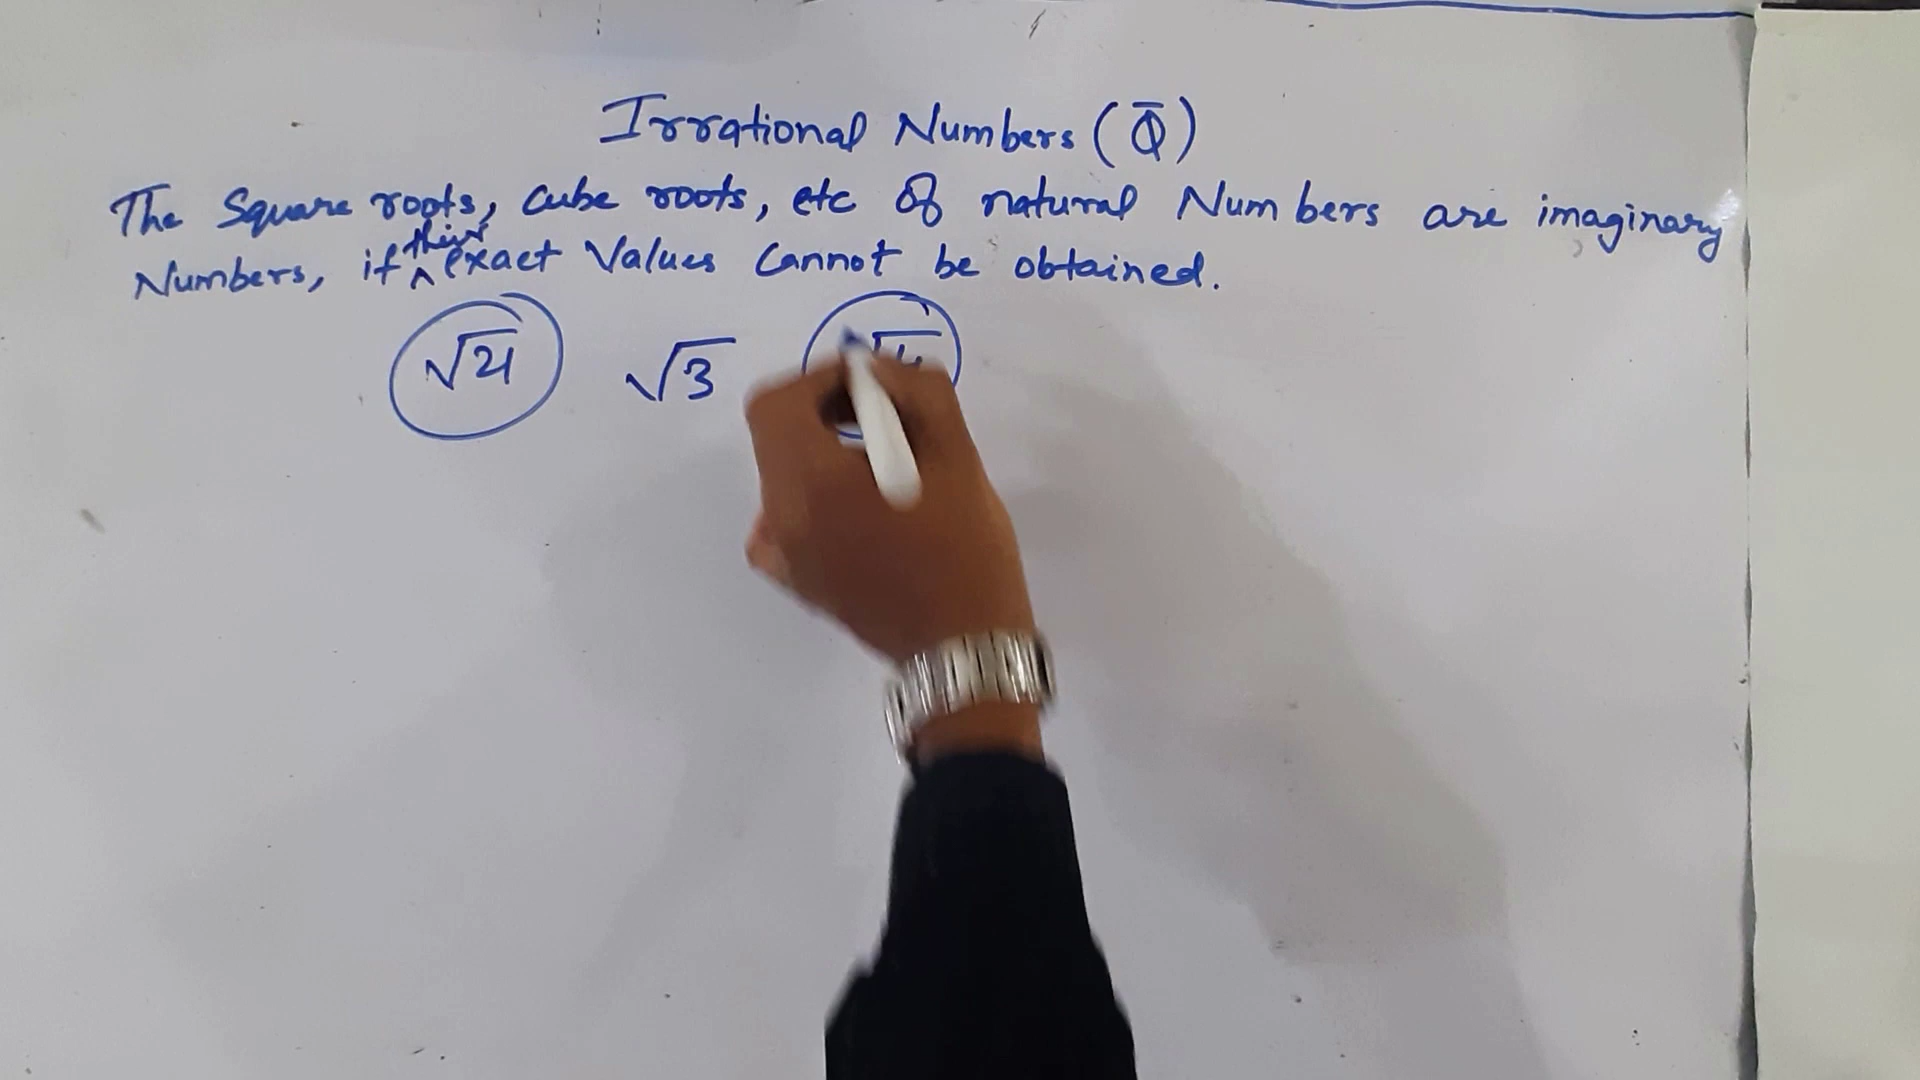 Irrational Numbers (Q̅)
The Square roots, cube roots, etc Of natural Numbers are imaginary
Numbers, if their exact Values Cannot be obtained.
√21 √3 √4